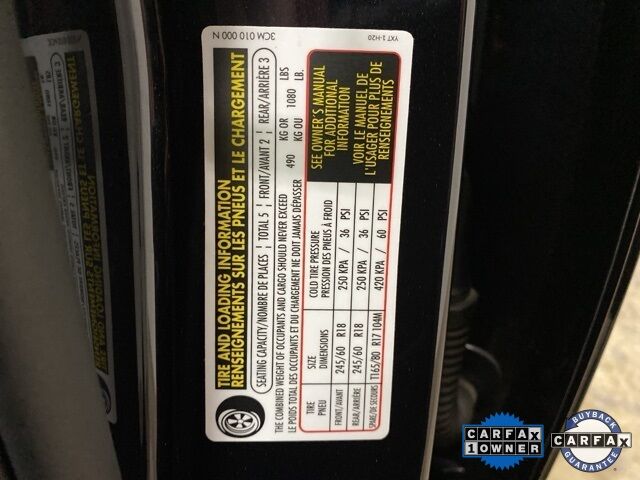 3CM 010 000 N
YXT 1-H20
TIRE AND LOADING INFORMATION
RENSEIGNEMENTS SUR LES PNEUS ET LE CHARGEMENT
SEATING CAPACITY/NOMBRE DE PLACES TOTAL 5 FRONT/AVANT 2 REAR/ARRIÈRE 3
THE COMBINED WEIGHT OF OCCUPANTS AND CARGO SHOULD NEVER EXCEED 490 KG OR 1080 LBS
LE POIDS TOTAL DES OCCUPANTS ET DU CHARGEMENT NE DOIT JAMAIS DÉPASSER KG OU LB.
TIRE SIZE COLD TIRE PRESSURE
PNEU DIMENSIONS PRESSION DES PNEUS À FROID
FRONT/AVANT 245/60 R18 250 KPA / 36 PSI
REAR/ARRIÈRE 245/60 R18 250 KPA / 36 PSI
SPARE/DE SECOURS T165/80 R17 104M 420 KPA / 60 PSI
SEE OWNER'S MANUAL
FOR ADDITIONAL
INFORMATION
VOIR LE MANUEL DE
L'USAGER POUR PLUS DE
RENSEIGNEMENTS
CARFAX
1 OWNER
BUYBACK
CARFAX
GUARANTEE